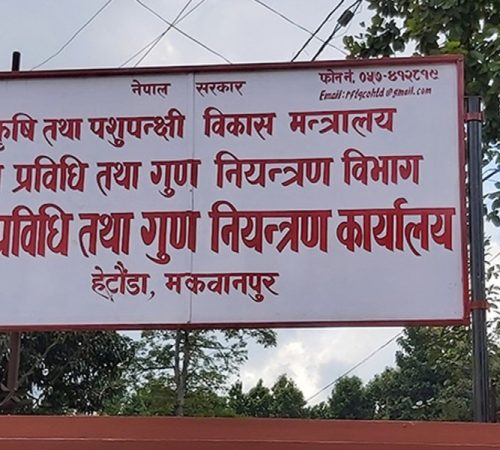 नेपाल सरकार
फोन नं. ०५७-४१२८१९
Email: rflqcohtd@gmail.com
कृषि तथा पशुपन्क्षी विकास मन्त्रालय
प्रविधि तथा गुण नियन्त्रण विभाग
प्रविधि तथा गुण नियन्त्रण कार्यालय
हेटौंडा, मकवानपुर